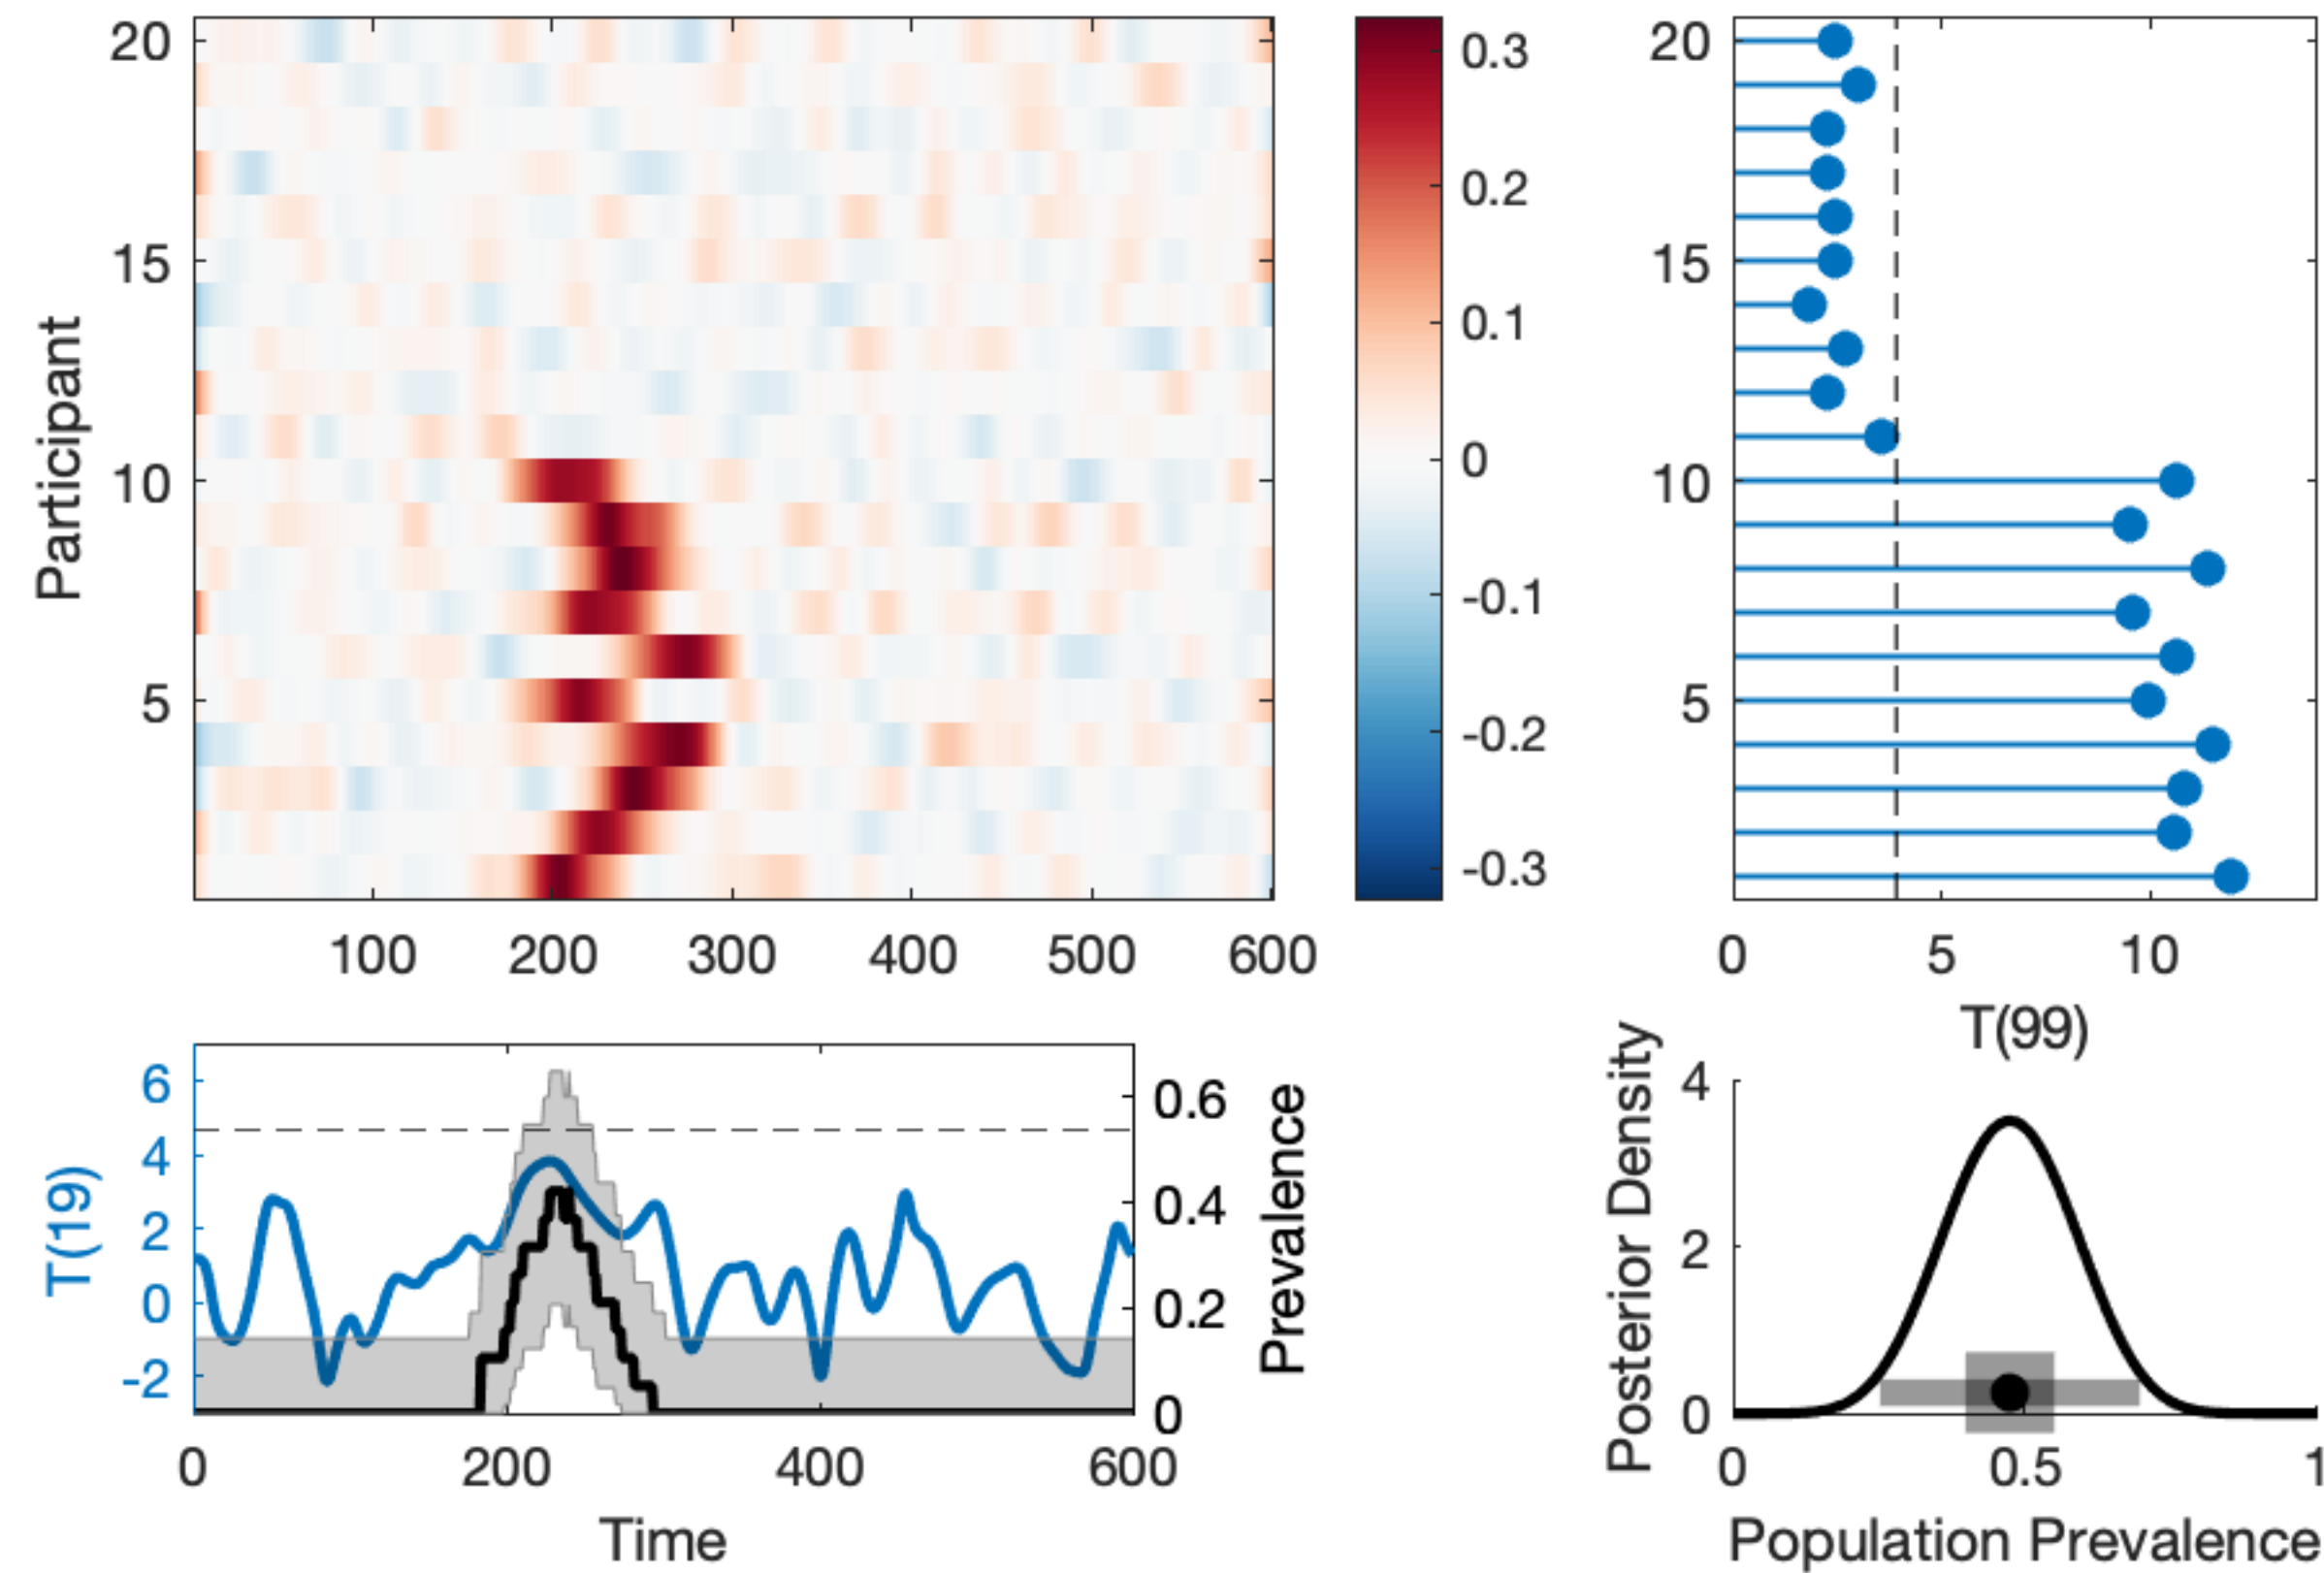 Participant
20
15
10
5
100 200 300 400 500 600
0.3
0.2
0.1
0
-0.1
-0.2
-0.3
20
15
10
5
0 5 10
T(99)
T(19)
6
4
2
0
-2
0 200 400 600
Time
0.6
0.4
0.2
0
Prevalence
Posterior Density
4
2
0
0 0.5 1
Population Prevalence